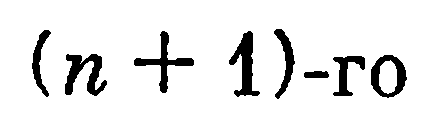 (n + 1)-го